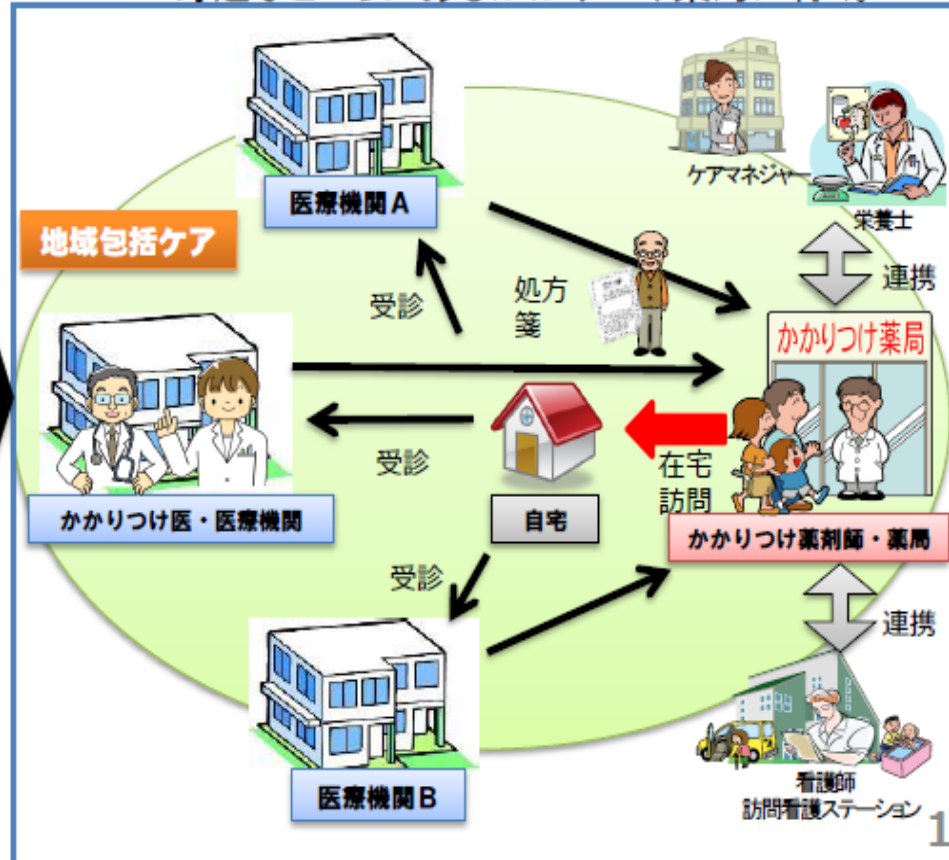 医療機関A
ケアマネジャー
栄養士
地域包括ケア
連携
受診
処方
箋
かかりつけ薬局
受診
在宅
訪問
かかりつけ医・医療機関
自宅
かかりつけ薬剤師・薬局
受診
連携
医療機関B
看護師
訪問看護ステーション
1